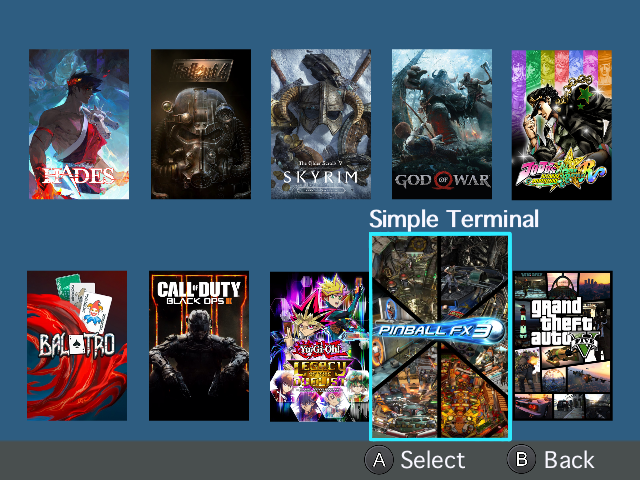 HADES
Fallout 4
The Elder Scrolls V
SKYRIM
GOD OF WAR
Simple Terminal
BALATRO
CALL OF DUTY
BLACK OPS III
Yu-Gi-Oh!
LEGACY
OF THE
DUELIST
PINBALL FX3
grand
theft
auto
V
A Select
B Back